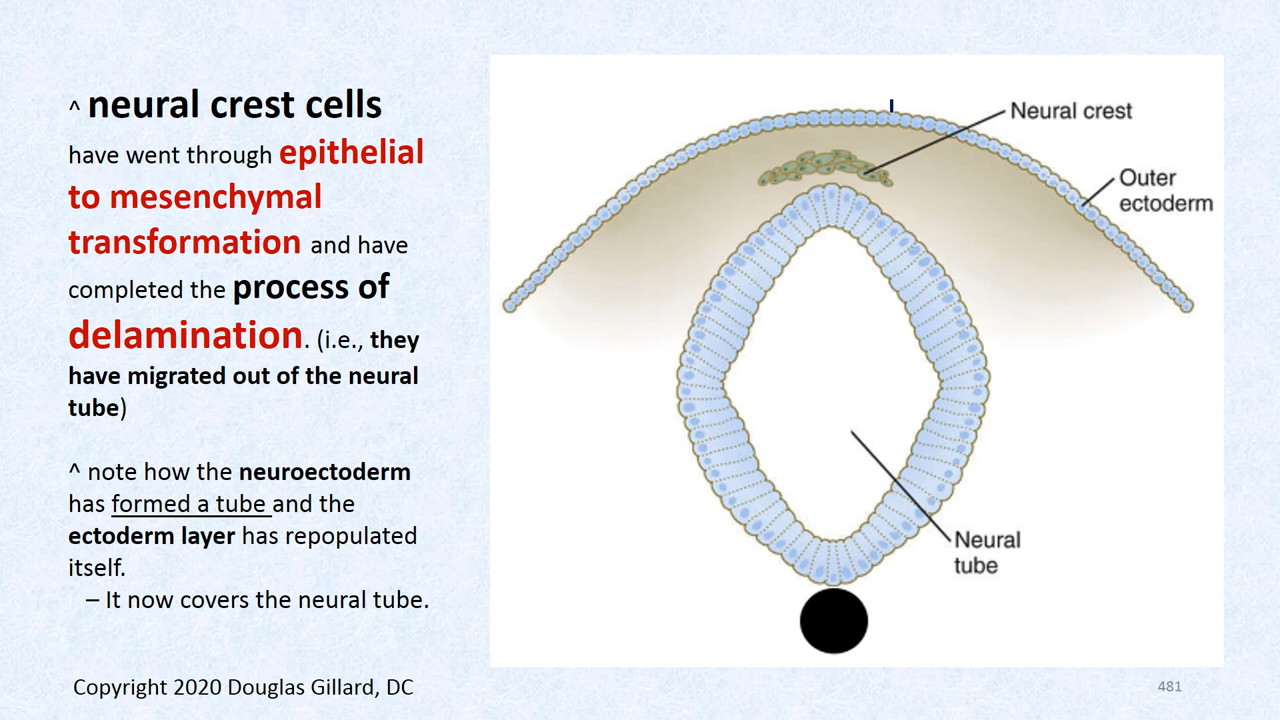 ^ neural crest cells
have went through epithelial
to mesenchymal
transformation and have
completed the process of
delamination. (i.e., they
have migrated out of the neural
tube)
^ note how the neuroectoderm
has formed a tube and the
ectoderm layer has repopulated
itself.
– It now covers the neural tube.
Neural crest
Outer
ectoderm
Neural
tube
Copyright 2020 Douglas Gillard, DC
481